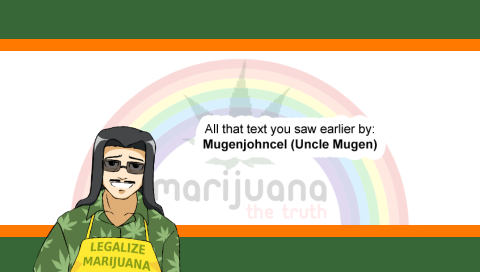 All that text you saw earlier by:
Mugenjohncel (Uncle Mugen)
marijuana
the truth
LEGALIZE
MARIJUANA